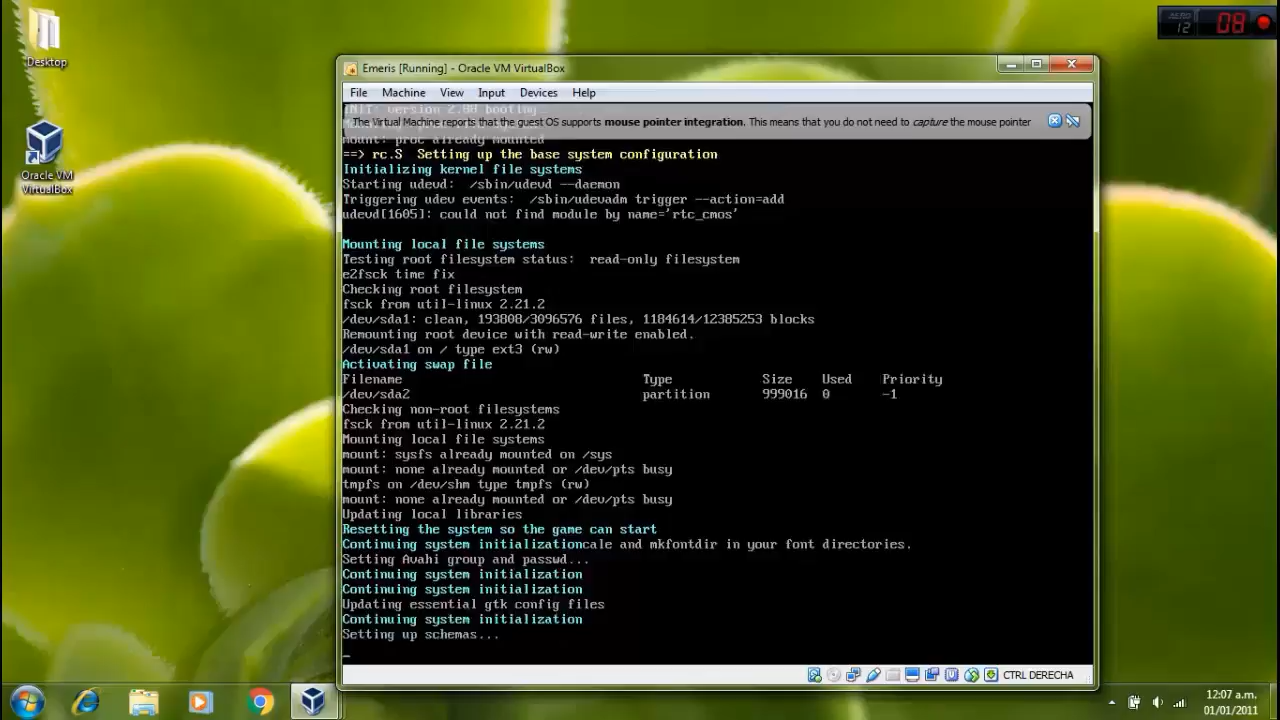 Desktop
Oracle VM
VirtualBox
12
08
Emeris [Running] - Oracle VM VirtualBox
File Machine View Input Devices Help
INIT: version 2.88 booting
The Virtual Machine reports that the guest OS supports mouse pointer integration. This means that you do not need to capture the mouse pointer
mount: proc already mounted
==> rc.S Setting up the base system configuration
Initializing kernel file systems
Starting udevd: /sbin/udevd --daemon
Triggering udev events: /sbin/udevadm trigger --action=add
udevd[1605]: could not find module by name='rtc_cmos'
Mounting local file systems
Testing root filesystem status: read-only filesystem
e2fsck time fix
Checking root filesystem
fsck from util-linux 2.21.2
/dev/sda1: clean, 193808/3096576 files, 1184614/12385253 blocks
Remounting root device with read-write enabled.
/dev/sda1 on / type ext3 (rw)
Activating swap file
Filename Type Size Used Priority
/dev/sda2 partition 999016 0 -1
Checking non-root filesystems
fsck from util-linux 2.21.2
Mounting local file systems
mount: sysfs already mounted on /sys
mount: none already mounted or /dev/pts busy
tmpfs on /dev/shm type tmpfs (rw)
mount: none already mounted or /dev/pts busy
Updating local libraries
Resetting the system so the game can start
Continuing system initializationcale and mkfontdir in your font directories.
Setting Avahi group and passwd...
Continuing system initialization
Continuing system initialization
Updating essential gtk config files
Continuing system initialization
Setting up schemas...
_
CTRL DERECHA
12:07 a.m.
01/01/2011